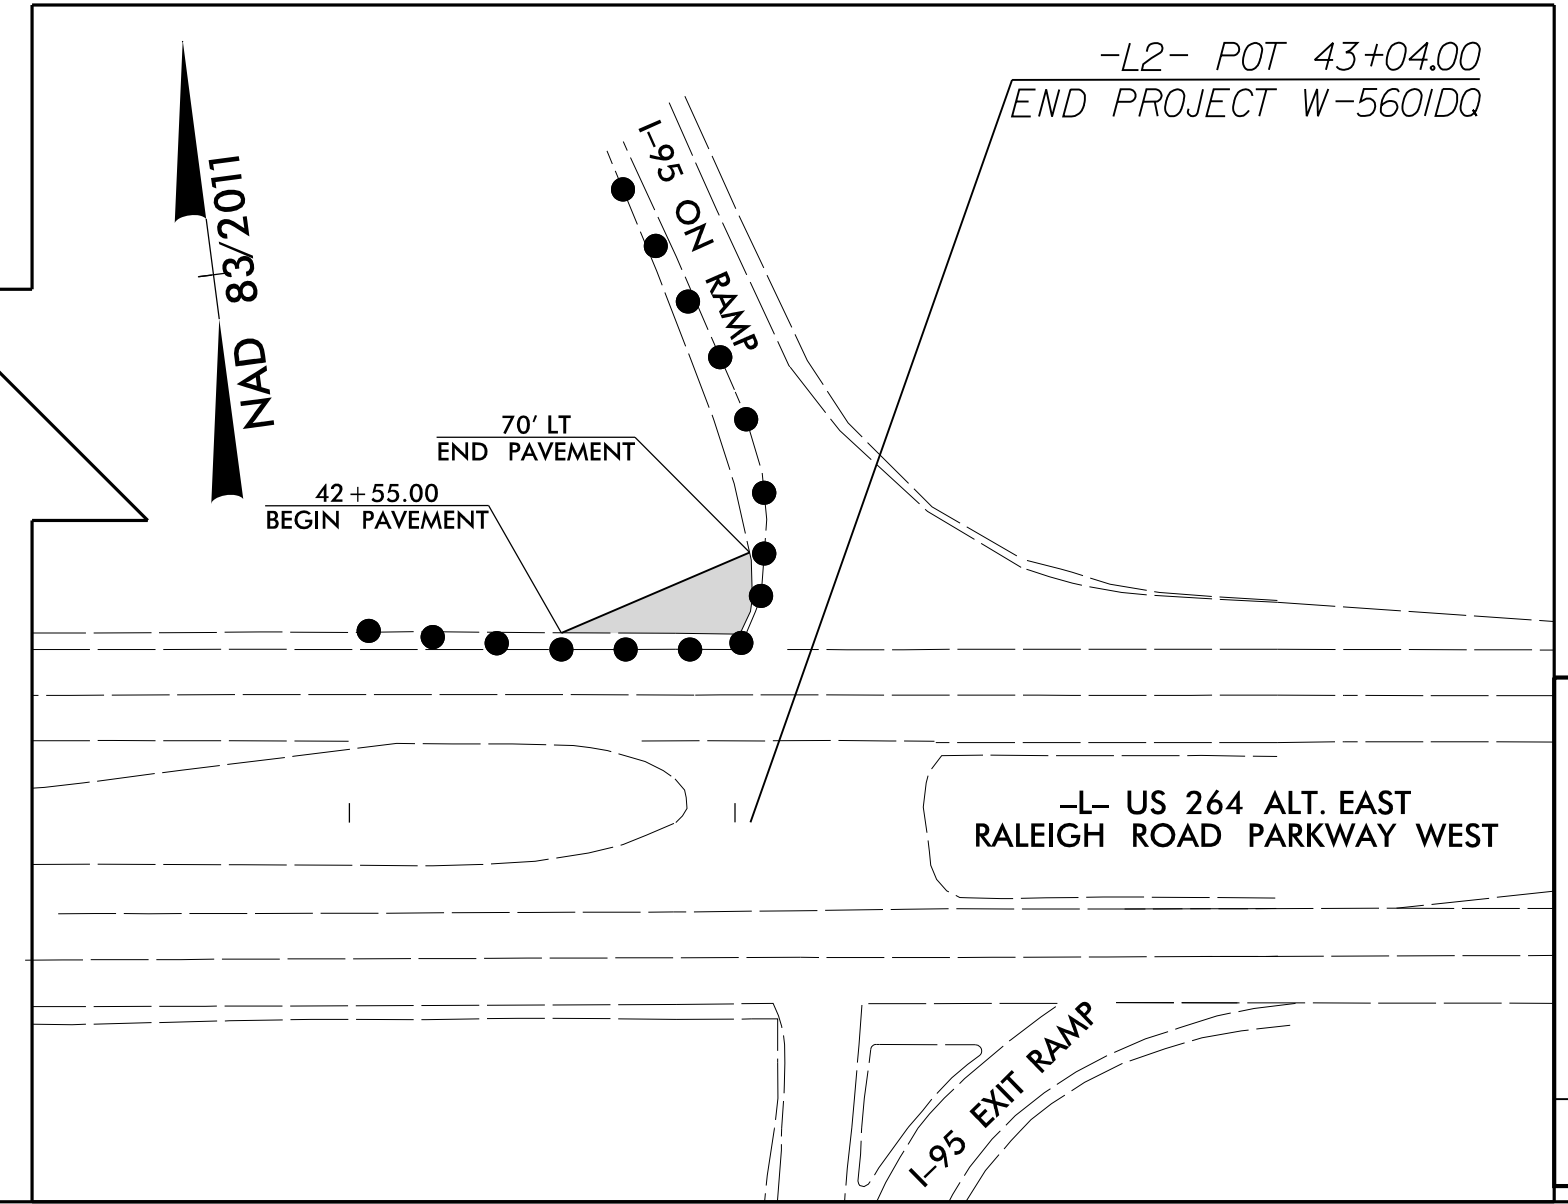 -L2- POT 43+04.00
END PROJECT W-5601DQ
I-95 ON RAMP
NAD 83/2011
70' LT
END PAVEMENT
42+55.00
BEGIN PAVEMENT
-L- US 264 ALT. EAST
RALEIGH ROAD PARKWAY WEST
I-95 EXIT RAMP